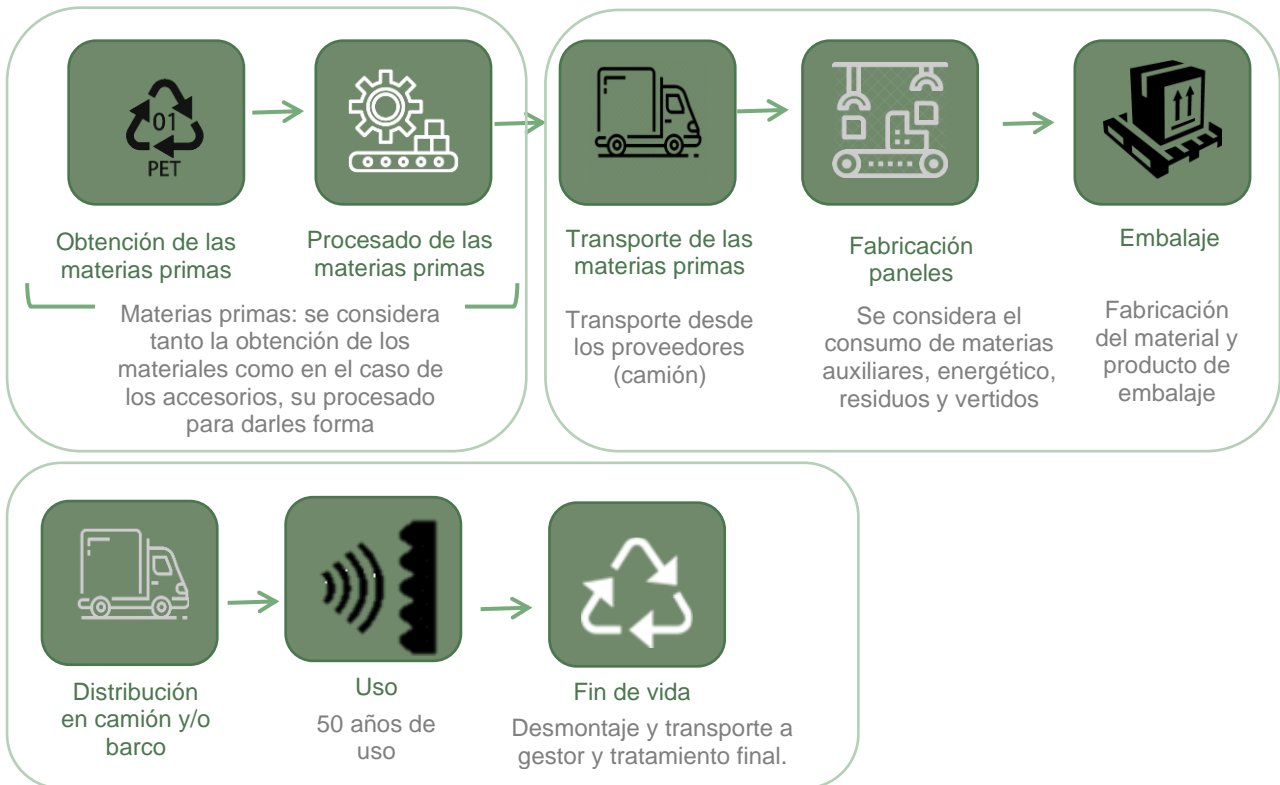 01
PET
Obtención de las
materias primas
Procesado de las
materias primas
Materias primas: se considera
tanto la obtención de los
materiales como en el caso de
los accesorios, su procesado
para darles forma
Transporte de las
materias primas
Transporte desde
los proveedores
(camión)
Fabricación
paneles
Se considera el
consumo de materias
auxiliares, energético,
residuos y vertidos
Embalaje
Fabricación
del material y
producto de
embalaje
Distribución
en camión y/o
barco
Uso
50 años de
uso
Fin de vida
Desmontaje y transporte a
gestor y tratamiento final.